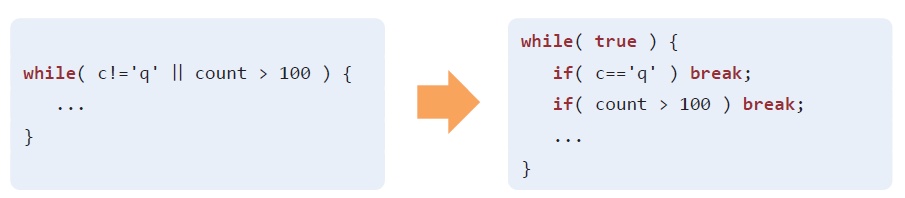 while( c!='q' || count > 100 ) {
...
}
while( true ) {
if( c=='q' ) break;
if( count > 100 ) break;
...
}